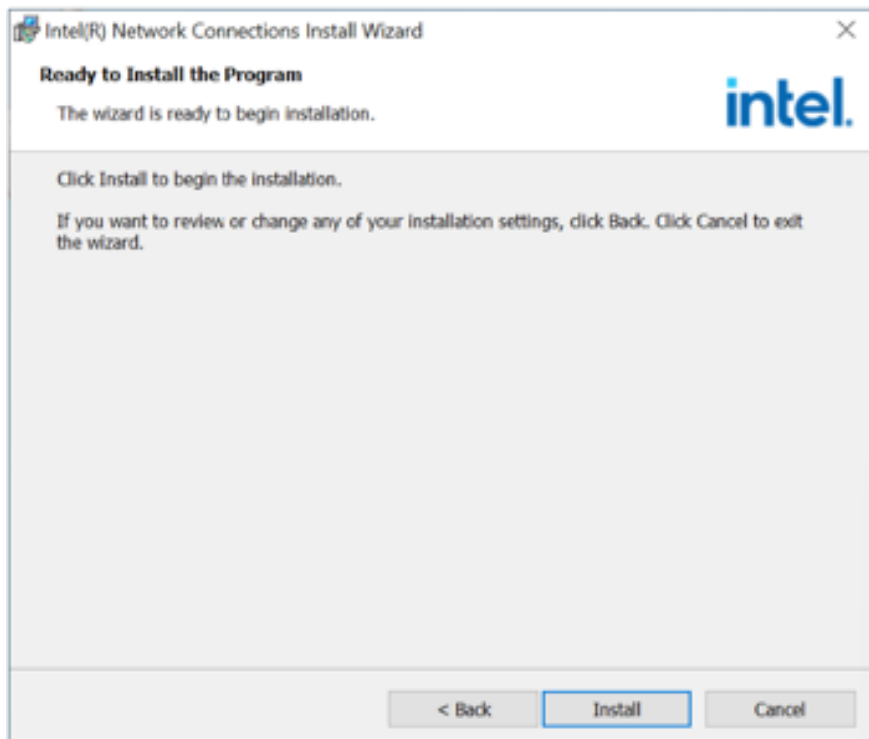 Intel(R) Network Connections Install Wizard
Ready to Install the Program
The wizard is ready to begin installation.
intel.
Click Install to begin the installation.
If you want to review or change any of your installation settings, click Back. Click Cancel to exit
the wizard.
< Back
Install
Cancel